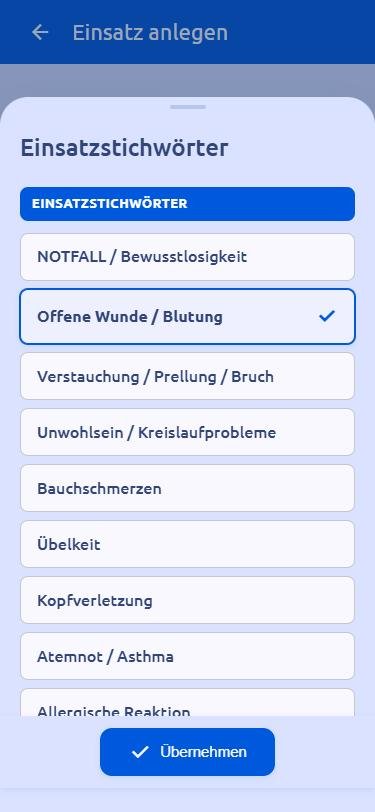 Einsatz anlegen
Einsatzstichwörter
EINSATZSTICHWÖRTER
NOTFALL / Bewusstlosigkeit
Offene Wunde / Blutung
Verstauchung / Prellung / Bruch
Unwohlsein / Kreislaufprobleme
Bauchschmerzen
Übelkeit
Kopfverletzung
Atemnot / Asthma
Allergische Reaktion
Übernehmen